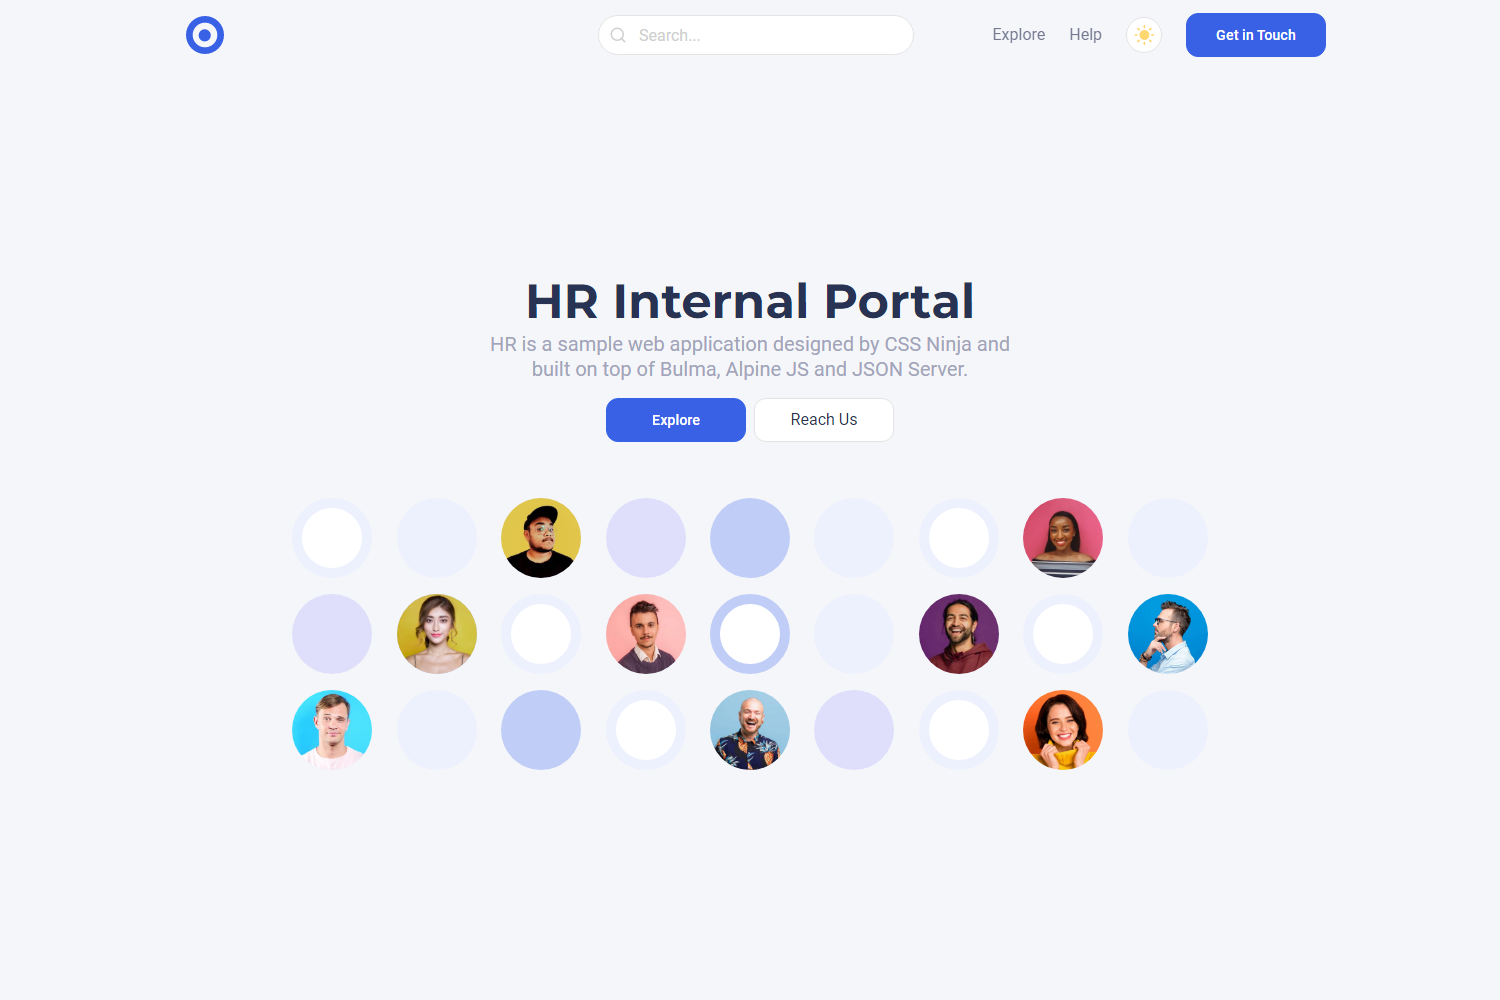 Search...
Explore
Help
Get in Touch
HR Internal Portal
HR is a sample web application designed by CSS Ninja and
built on top of Bulma, Alpine JS and JSON Server.
Explore
Reach Us